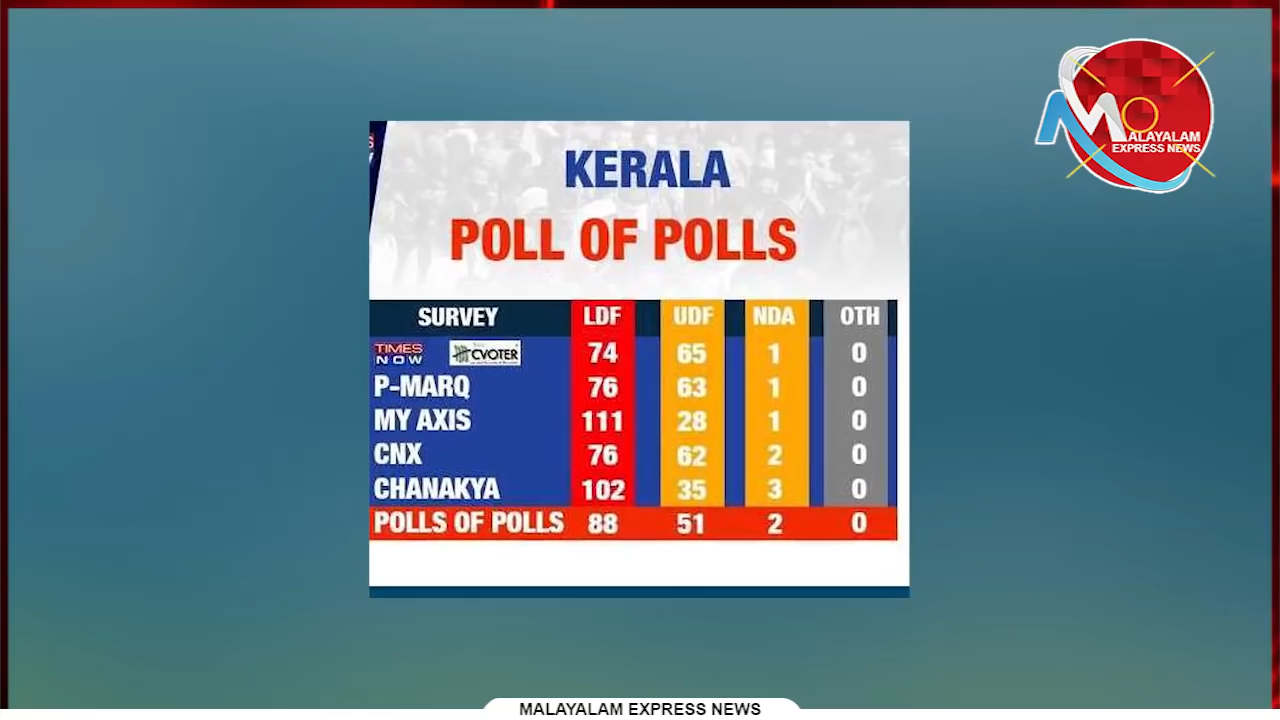 MALAYALAM
EXPRESS NEWS
KERALA
POLL OF POLLS
SURVEY LDF UDF NDA OTH
TIMES NOW CVOTER 74 65 1 0
P-MARQ 76 63 1 0
MY AXIS 111 28 1 0
CNX 76 62 2 0
CHANAKYA 102 35 3 0
POLLS OF POLLS 88 51 2 0
MALAYALAM EXPRESS NEWS